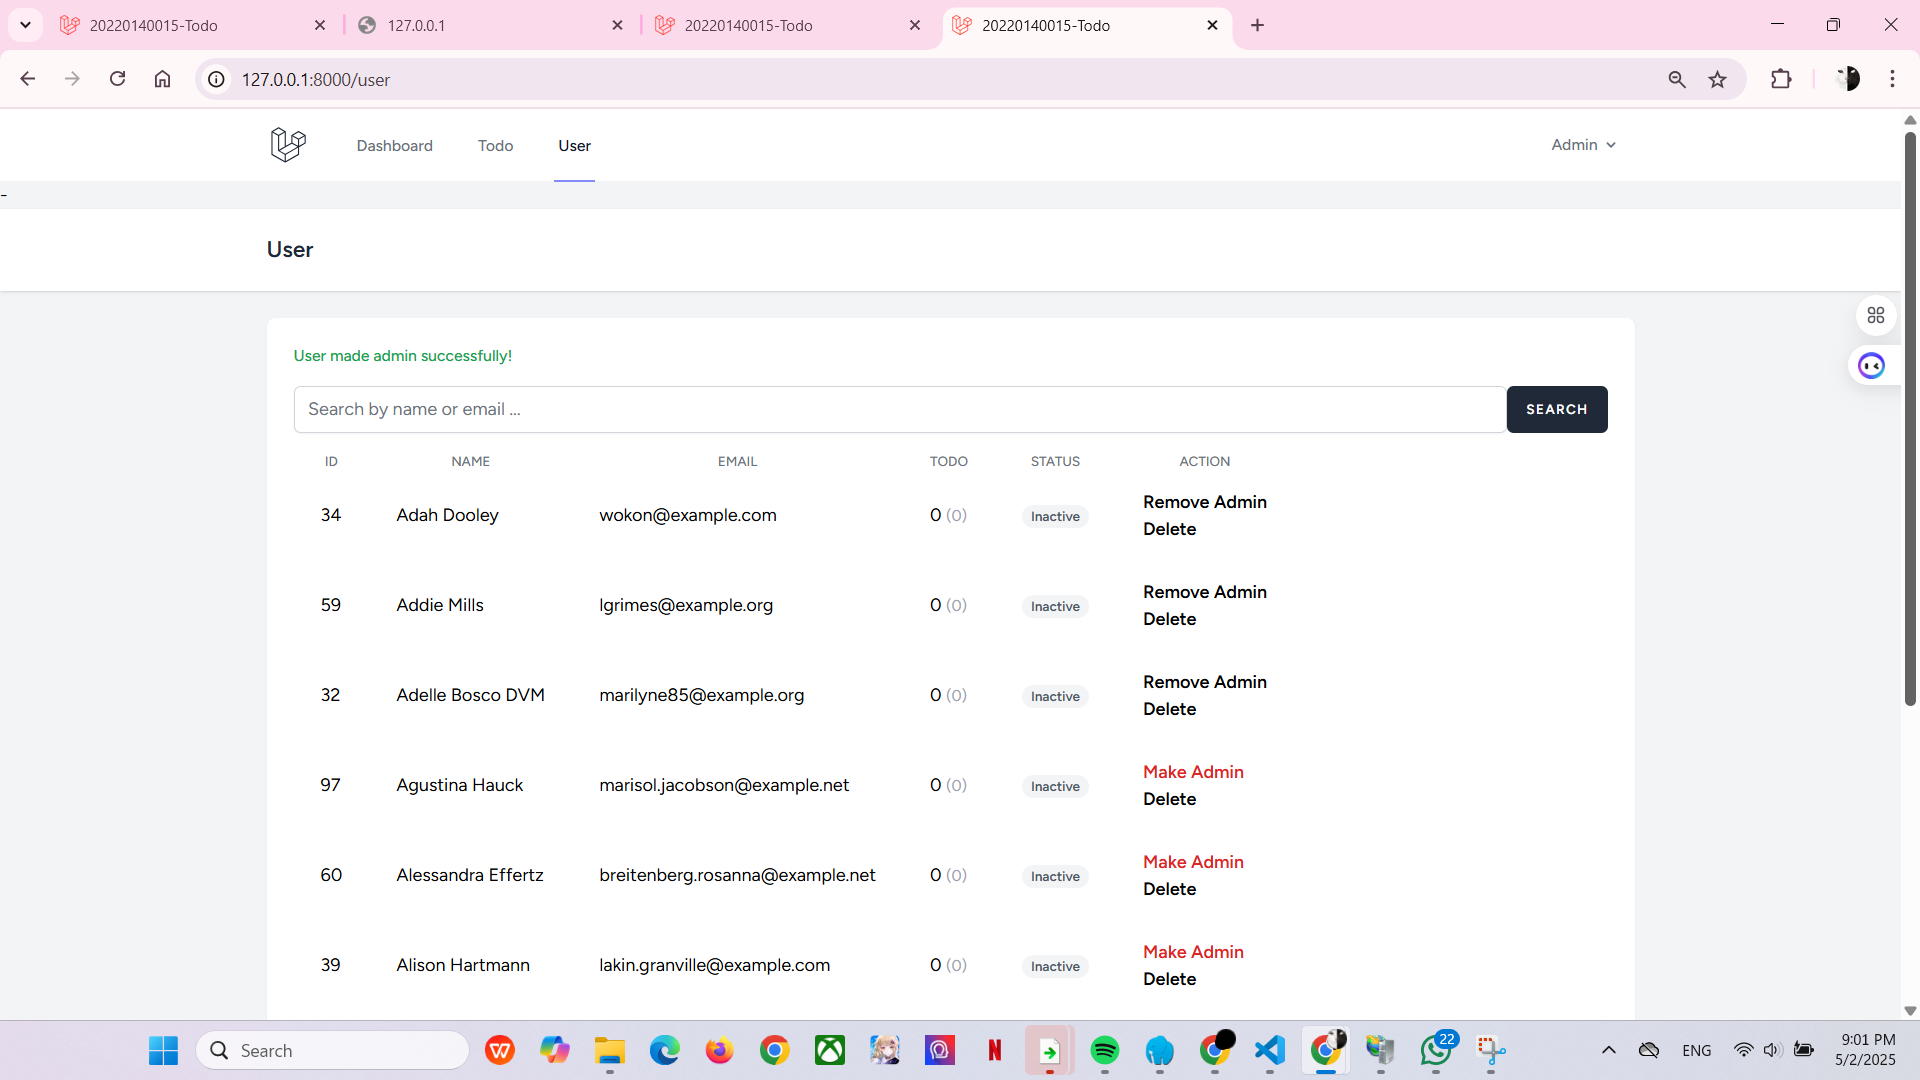 20220140015-Todo
127.0.0.1
20220140015-Todo
20220140015-Todo
127.0.0.1:8000/user
Dashboard
Todo
User
Admin
-
User
User made admin successfully!
Search by name or email ...
SEARCH
ID NAME EMAIL TODO STATUS ACTION
34 Adah Dooley wokon@example.com 0 (0) Inactive Remove Admin
Delete
59 Addie Mills lgrimes@example.org 0 (0) Inactive Remove Admin
Delete
32 Adelle Bosco DVM marilyne85@example.org 0 (0) Inactive Remove Admin
Delete
97 Agustina Hauck marisol.jacobson@example.net 0 (0) Inactive Make Admin
Delete
60 Alessandra Effertz breitenberg.rosanna@example.net 0 (0) Inactive Make Admin
Delete
39 Alison Hartmann lakin.granville@example.com 0 (0) Inactive Make Admin
Delete
Search
22
ENG
9:01 PM
5/2/2025